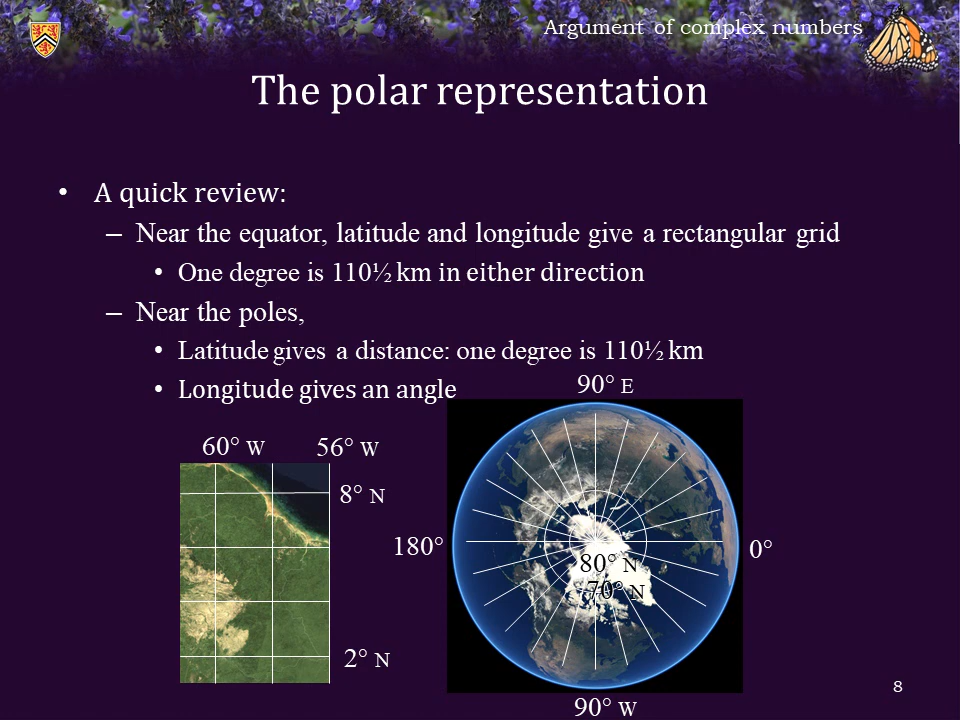 Argument of complex numbers
The polar representation
• A quick review:
– Near the equator, latitude and longitude give a rectangular grid
• One degree is 110½ km in either direction
– Near the poles,
• Latitude gives a distance: one degree is 110½ km
• Longitude gives an angle
90° E
60° W 56° W
8° N
180°
0°
80° N
70° N
2° N
90° W
8